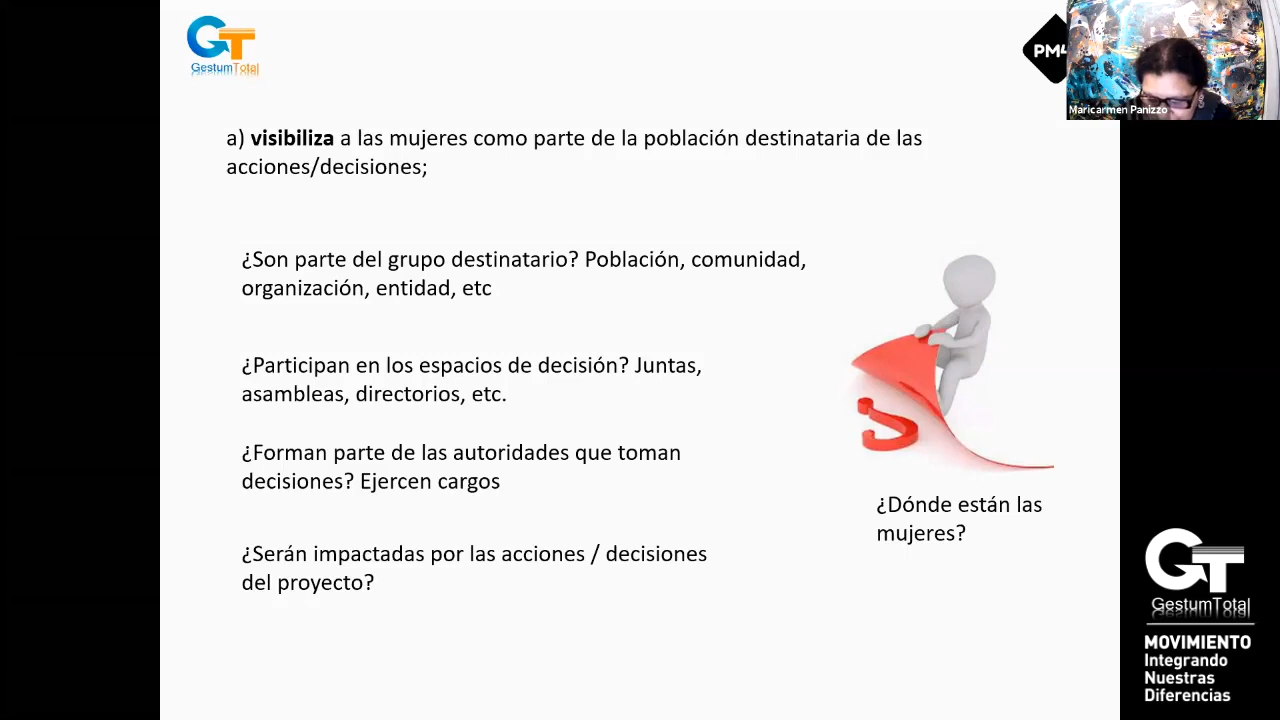 GT
GestumTotal
PM4
Maricarmen Panizzo
a) visibiliza a las mujeres como parte de la población destinataria de las
acciones/decisiones;
¿Son parte del grupo destinatario? Población, comunidad,
organización, entidad, etc
¿Participan en los espacios de decisión? Juntas,
asambleas, directorios, etc.
¿Forman parte de las autoridades que toman
decisiones? Ejercen cargos
¿Serán impactadas por las acciones / decisiones
del proyecto?
¿Dónde están las
mujeres?
GT
GestumTotal
MOVIMIENTO
Integrando
Nuestras
Diferencias